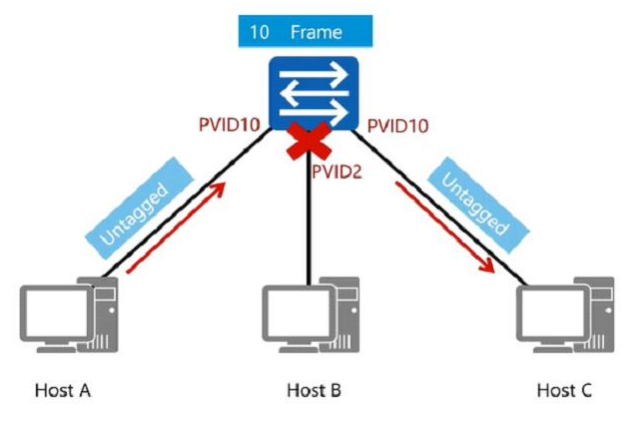 10 Frame
PVID10
PVID10
PVID2
Untagged
Untagged
Host A
Host B
Host C